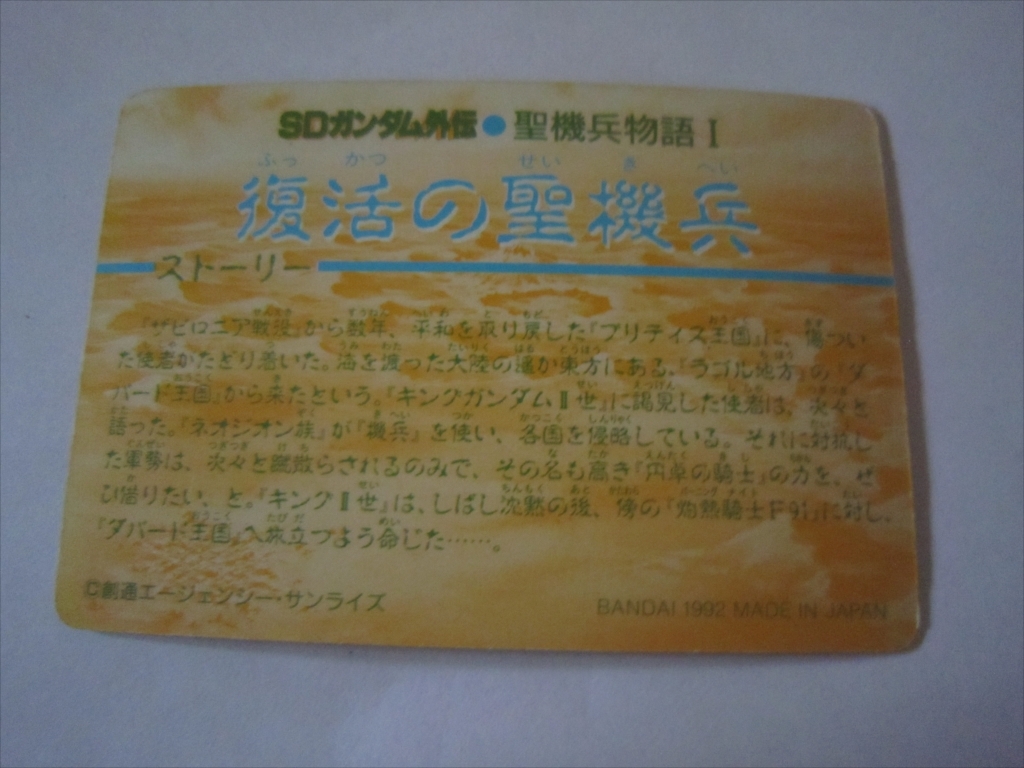 SDガンダム外伝●聖機兵物語 I
ふっ かつ せい き へい
復活の聖機兵
ストーリー
『ザビロニア戦役』から数年、平和を取り戻した『ブリティス王国』に、傷つい
た使者がたどり着いた。海を渡った大陸の遥か東方にある、『ラゴル地方』の『ダ
バード王国』から来たという。『キングガンダムⅡ世』に謁見した使者は、次々と
語った。『ネオジオン族』が『機兵』を使い、各国を侵略している。それに対抗し
た軍勢は、次々と蹴散らされるのみで、その名も高き『円卓の騎士』の力を、ぜ
ひ借りたい、と。『キングⅡ世』は、しばし沈黙の後、傍の『灼熱騎士F91』に対し、
『ダバード王国』へ旅立つよう命じた……。
C創通エージェンシー・サンライズ
BANDAI 1992 MADE IN JAPAN